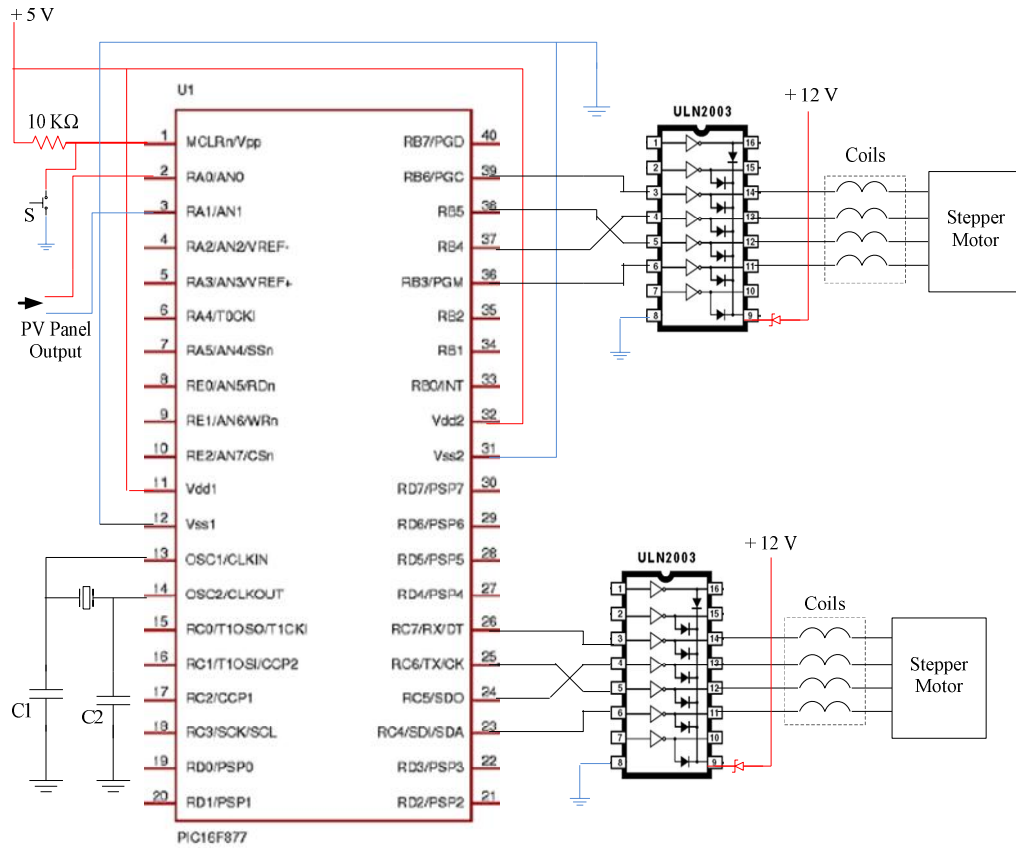 + 5 V
U1
10 KΩ
S
PV Panel
Output
1 MCLRn/Vpp RB7/PGD 40
2 RA0/AN0 RB6/PGC 39
3 RA1/AN1 RB5 38
4 RA2/AN2/VREF- RB4 37
5 RA3/AN3/VREF+ RB3/PGM 36
6 RA4/T0CKI RB2 35
7 RA5/AN4/SSn RB1 34
8 RE0/AN5/RDn RB0/INT 33
9 RE1/AN6/WRn Vdd2 32
10 RE2/AN7/CSn Vss2 31
11 Vdd1 RD7/PSP7 30
12 Vss1 RD6/PSP6 29
13 OSC1/CLKIN RD5/PSP5 28
14 OSC2/CLKOUT RD4/PSP4 27
15 RC0/T1OSO/T1CKI RC7/RX/DT 26
16 RC1/T1OSI/CCP2 RC6/TX/CK 25
17 RC2/CCP1 RC5/SDO 24
18 RC3/SCK/SCL RC4/SDI/SDA 23
19 RD0/PSP0 RD3/PSP3 22
20 RD1/PSP1 RD2/PSP2 21
PIC16F877
C1
C2
+ 12 V
ULN2003
1 16
2 15
3 14
4 13
5 12
6 11
7 10
8 9
Coils
Stepper
Motor
+ 12 V
ULN2003
1 16
2 15
3 14
4 13
5 12
6 11
7 10
8 9
Coils
Stepper
Motor